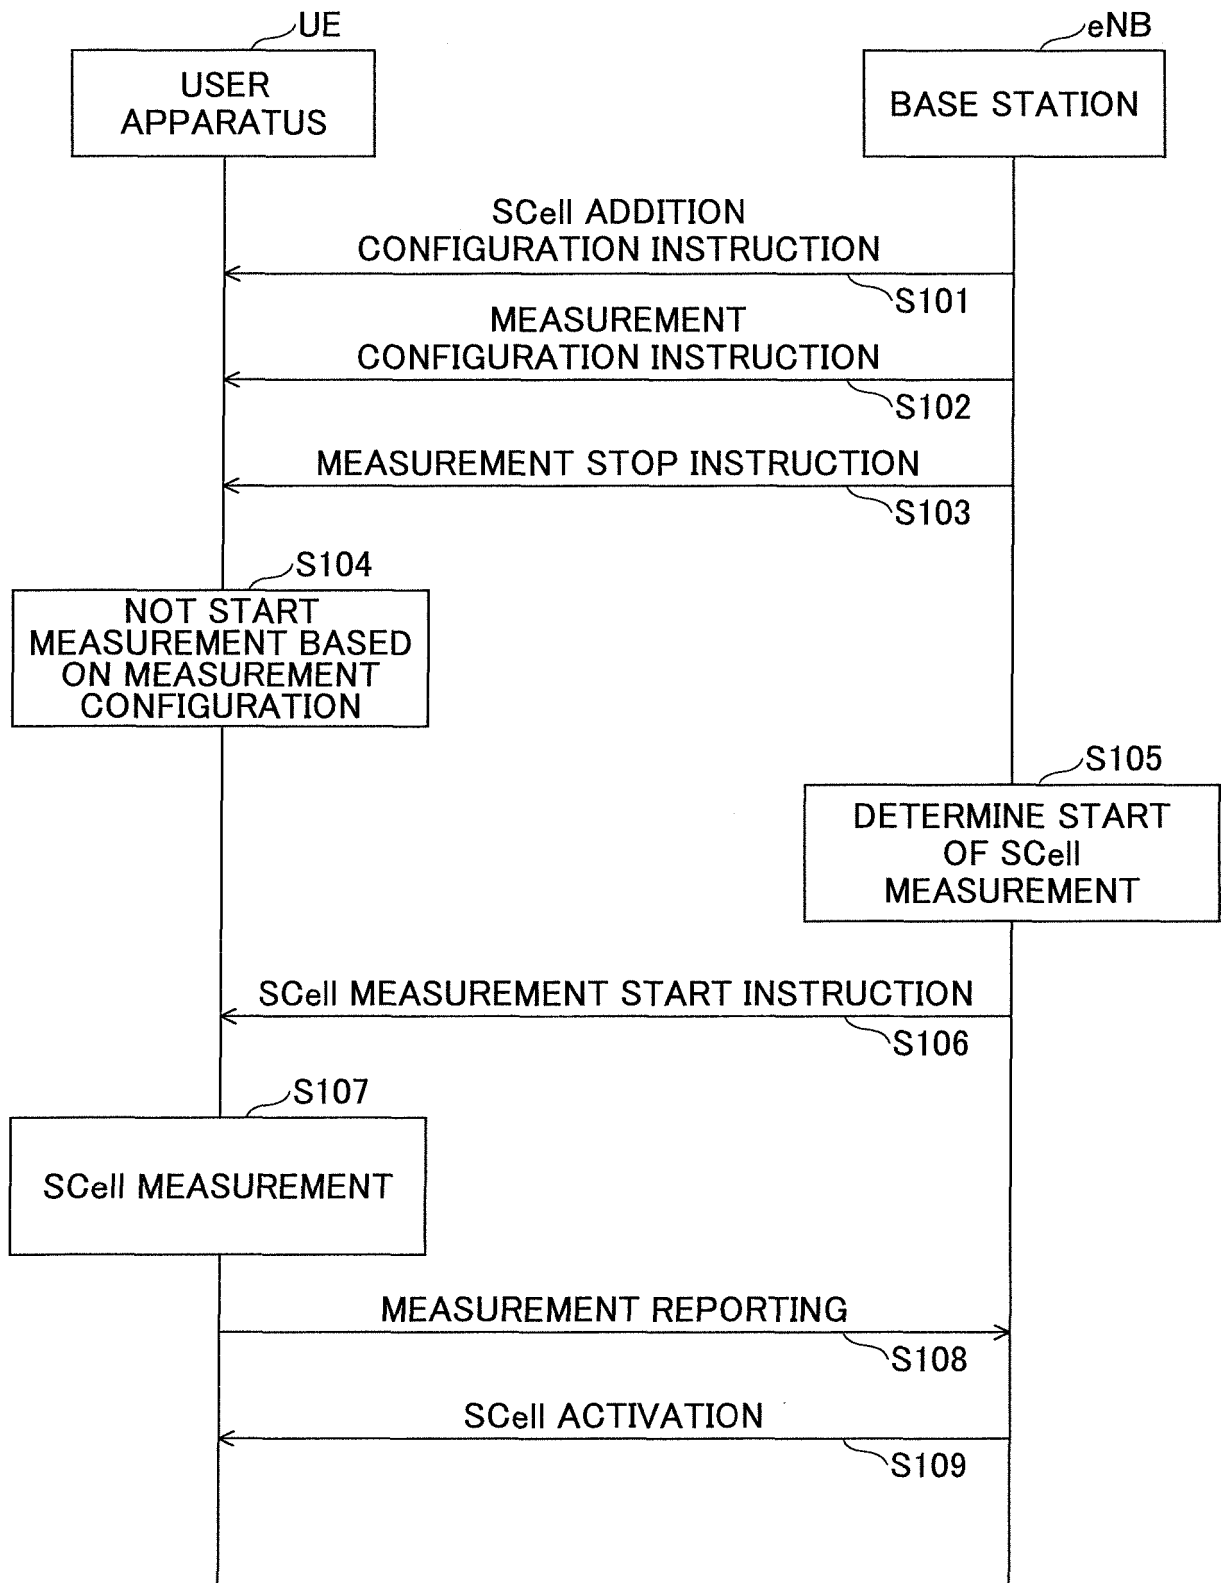 UE
eNB
USER
APPARATUS
BASE STATION
SCell ADDITION
CONFIGURATION INSTRUCTION
S101
MEASUREMENT
CONFIGURATION INSTRUCTION
S102
MEASUREMENT STOP INSTRUCTION
S103
S104
NOT START
MEASUREMENT BASED
ON MEASUREMENT
CONFIGURATION
S105
DETERMINE START
OF SCell
MEASUREMENT
SCell MEASUREMENT START INSTRUCTION
S106
S107
SCell MEASUREMENT
MEASUREMENT REPORTING
S108
SCell ACTIVATION
S109